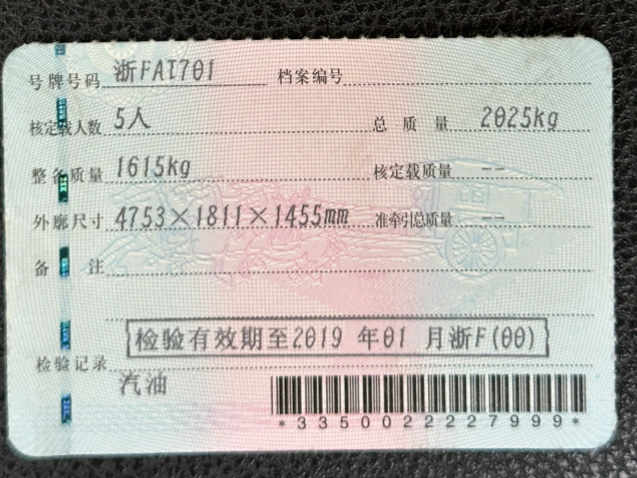 号牌号码 浙FAT701 档案编号
核定载人数 5人 总质量 2025kg
整备质量 1615kg 核定载质量 --
外廓尺寸 4753×1811×1455mm 准牵引总质量 --
备注
检验有效期至2019 年01 月浙F(00)
检验记录
汽油
*3350022227999*